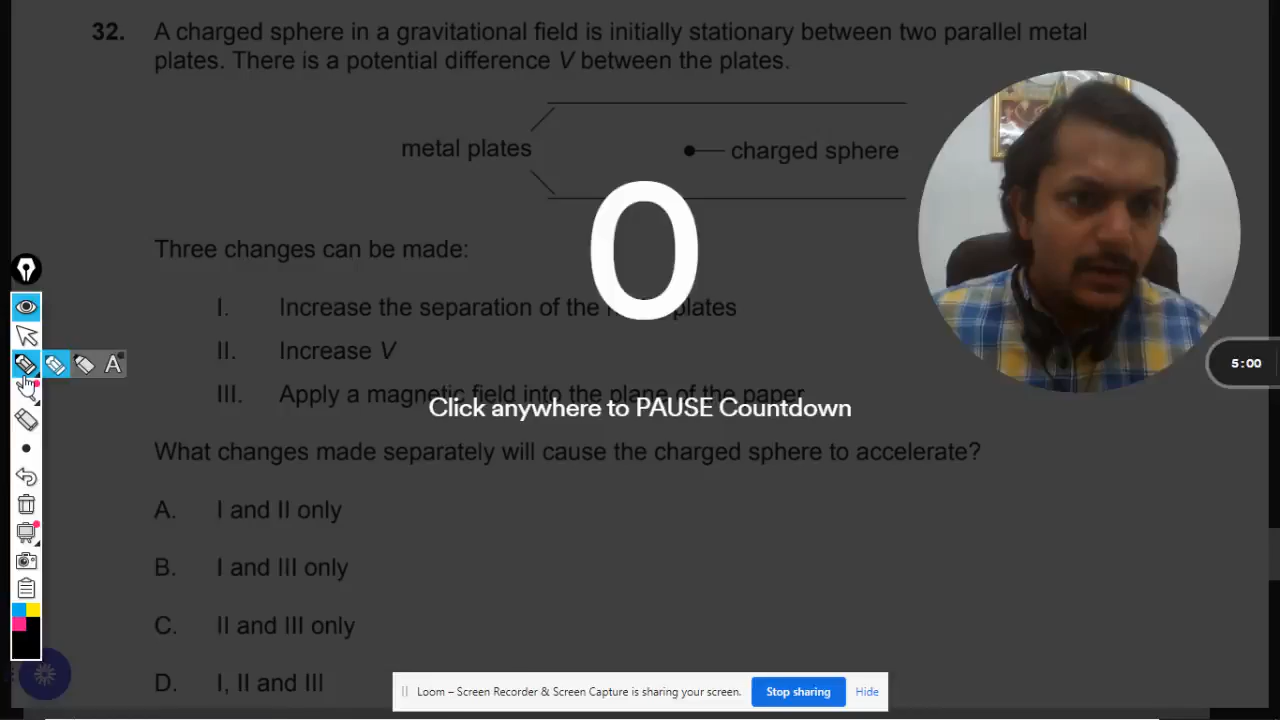 32. A charged sphere in a gravitational field is initially stationary between two parallel metal
plates. There is a potential difference V between the plates.
metal plates
charged sphere
0
Three changes can be made:
I. Increase the separation of the plates
II. Increase V
III. Apply a magnetic field into the plane of the paper
Click anywhere to PAUSE Countdown
5:00
A
What changes made separately will cause the charged sphere to accelerate?
A. I and II only
B. I and III only
C. II and III only
D. I, II and III
Loom – Screen Recorder & Screen Capture is sharing your screen.
Stop sharing
Hide